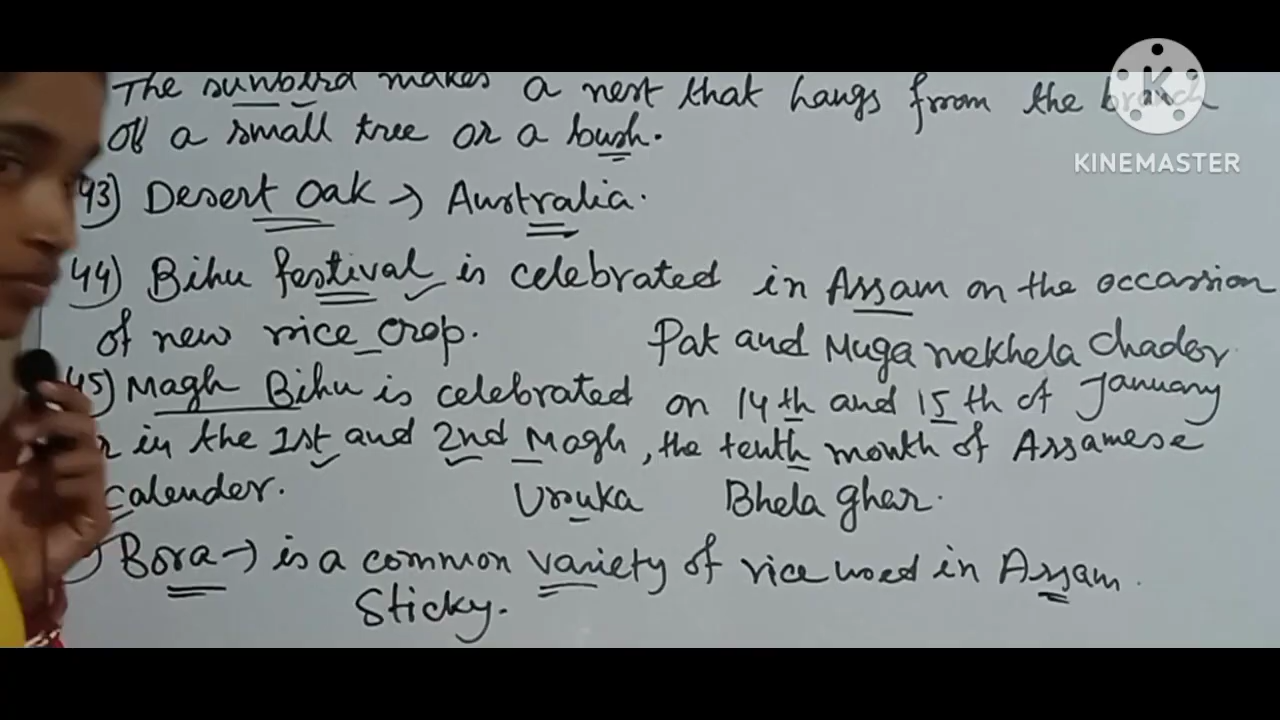 The sunbird makes a nest that hangs from the branch
of a small tree or a bush.
43) Desert Oak → Australia.
44) Bihu festival is celebrated in Assam on the occassion
of new rice crop. Pat and Muga mekhela Chador
45) Magh Bihu is celebrated on 14th and 15th of January
in the 1st and 2nd Magh, the tenth month of Assamese
calender. Uruka Bhela ghar.
Bora → is a common variety of rice used in Assam.
Sticky.
K
KINEMASTER